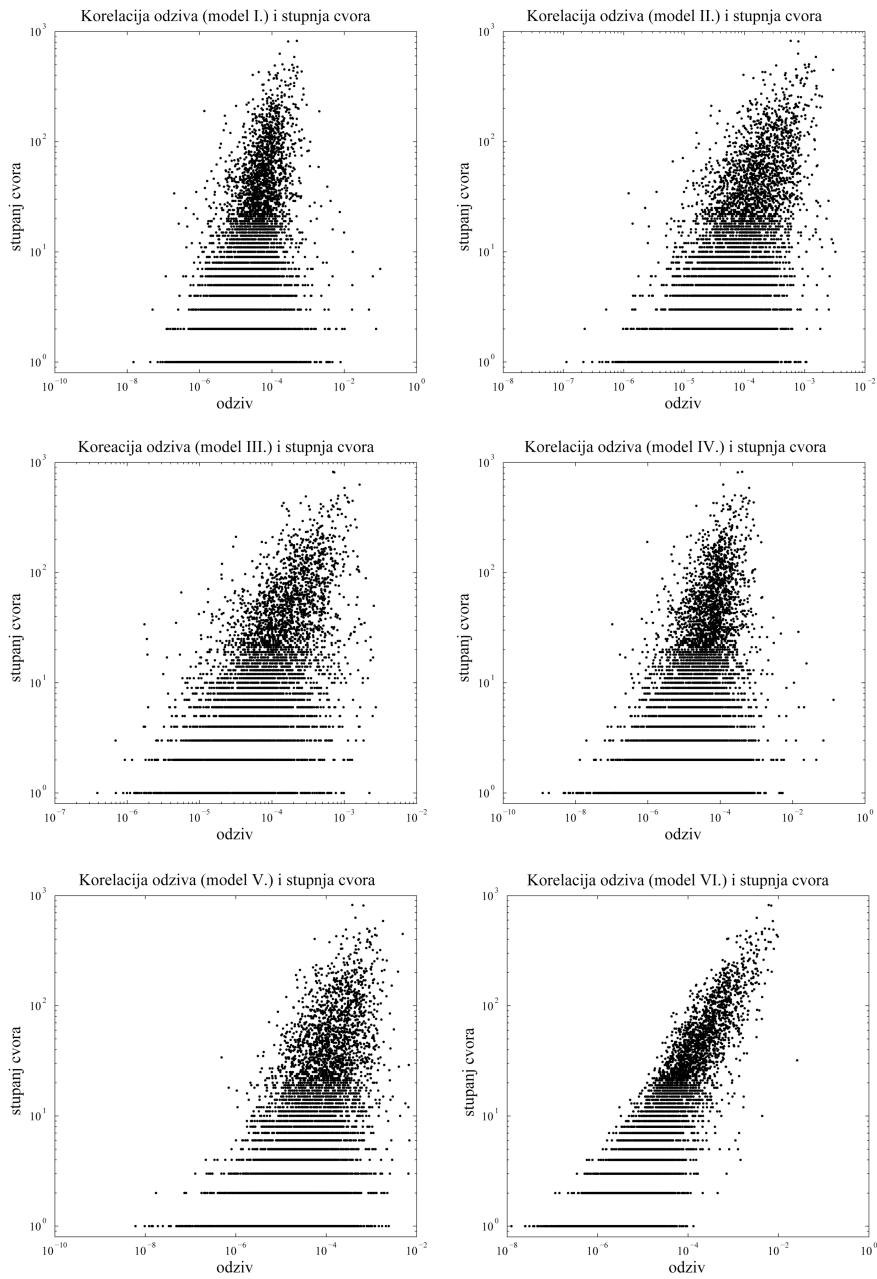 Korelacija odziva (model I.) i stupnja cvora
10^3
10^2
10^1
10^0
stupanj cvora
10^-10 10^-8 10^-6 10^-4 10^-2 10^0
odziv
Korelacija odziva (model II.) i stupnja cvora
10^3
10^2
10^1
10^0
stupanj cvora
10^-8 10^-7 10^-6 10^-5 10^-4 10^-3 10^-2
odziv
Koreacija odziva (model III.) i stupnja cvora
10^3
10^2
10^1
10^0
stupanj cvora
10^-7 10^-6 10^-5 10^-4 10^-3 10^-2
odziv
Korelacija odziva (model IV.) i stupnja cvora
10^3
10^2
10^1
10^0
stupanj cvora
10^-10 10^-8 10^-6 10^-4 10^-2 10^0
odziv
Korelacija odziva (model V.) i stupnja cvora
10^3
10^2
10^1
10^0
stupanj cvora
10^-10 10^-8 10^-6 10^-4 10^-2
odziv
Korelacija odziva (model VI.) i stupnja cvora
10^3
10^2
10^1
10^0
stupanj cvora
10^-8 10^-6 10^-4 10^-2 10^0
odziv